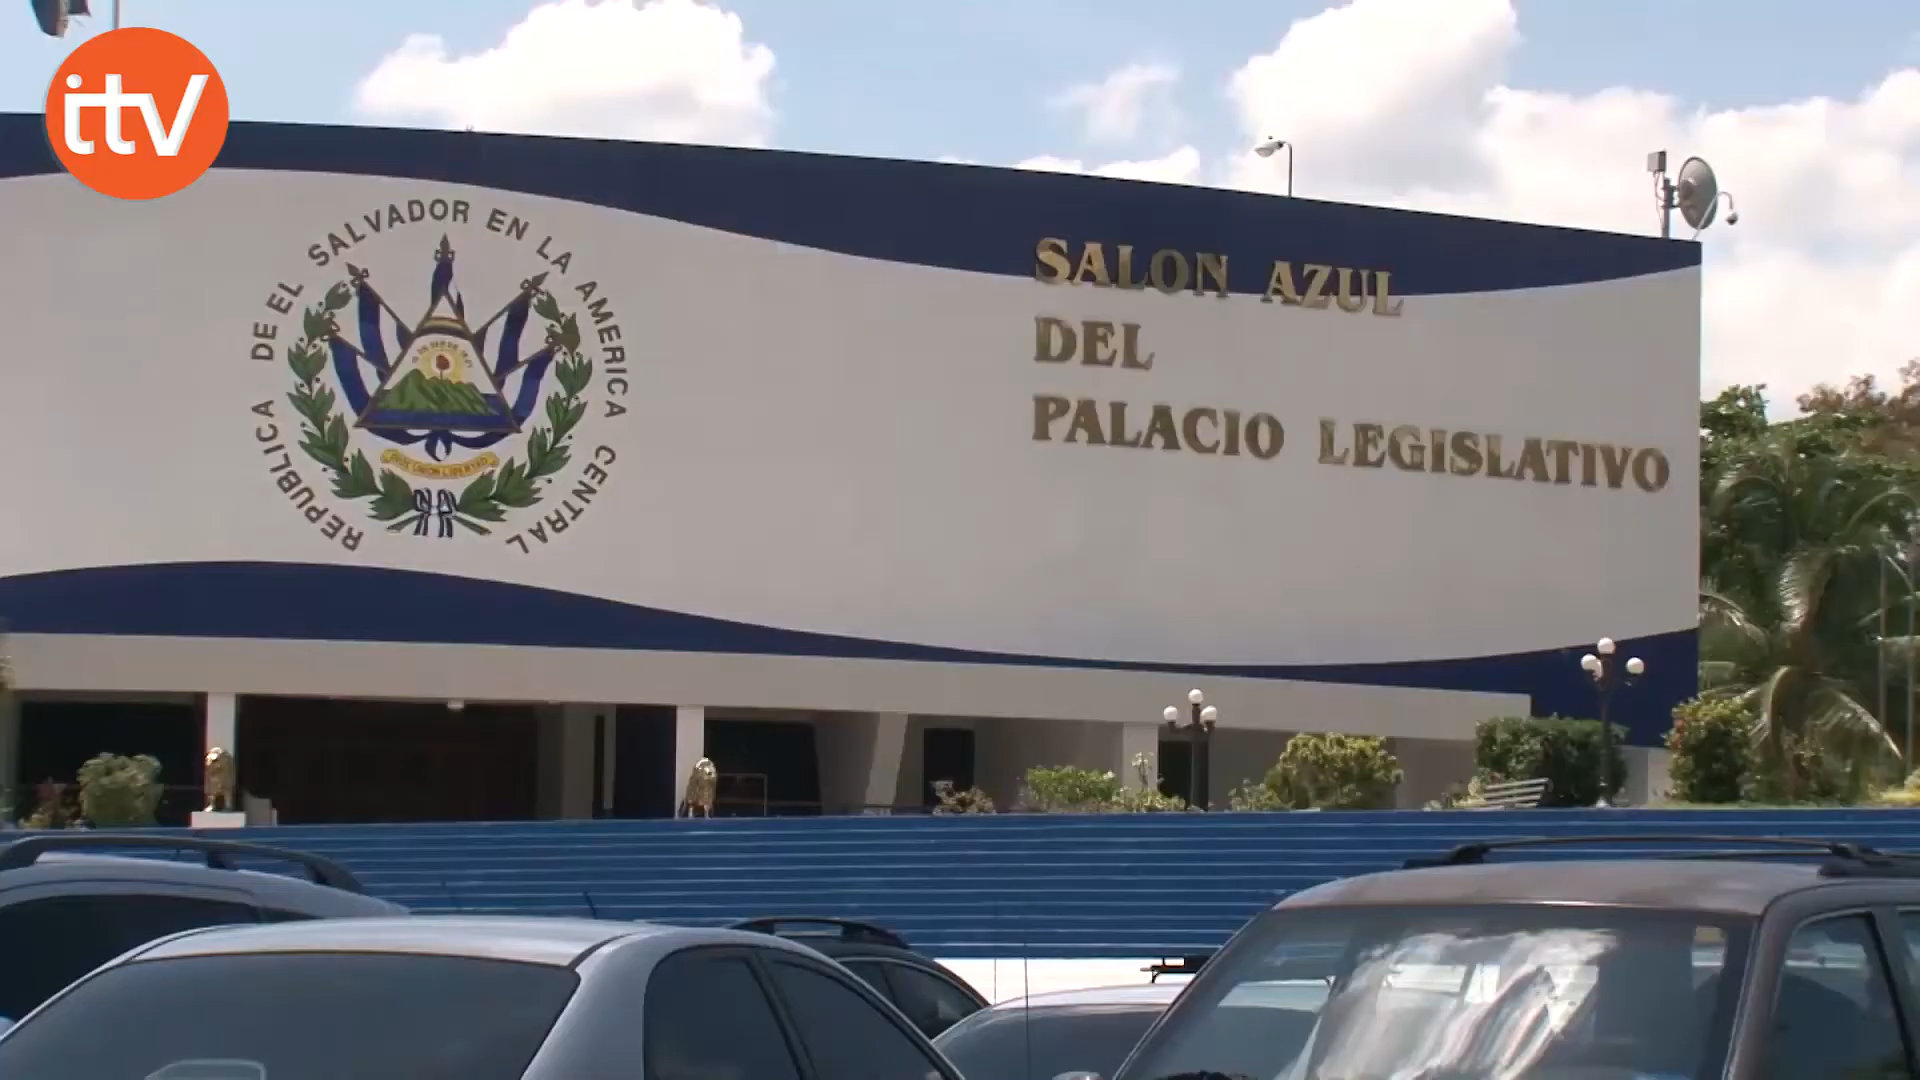 itv
REPUBLICA DE EL SALVADOR EN LA AMERICA CENTRAL
DIOS UNION LIBERTAD
SALON AZUL
DEL
PALACIO LEGISLATIVO